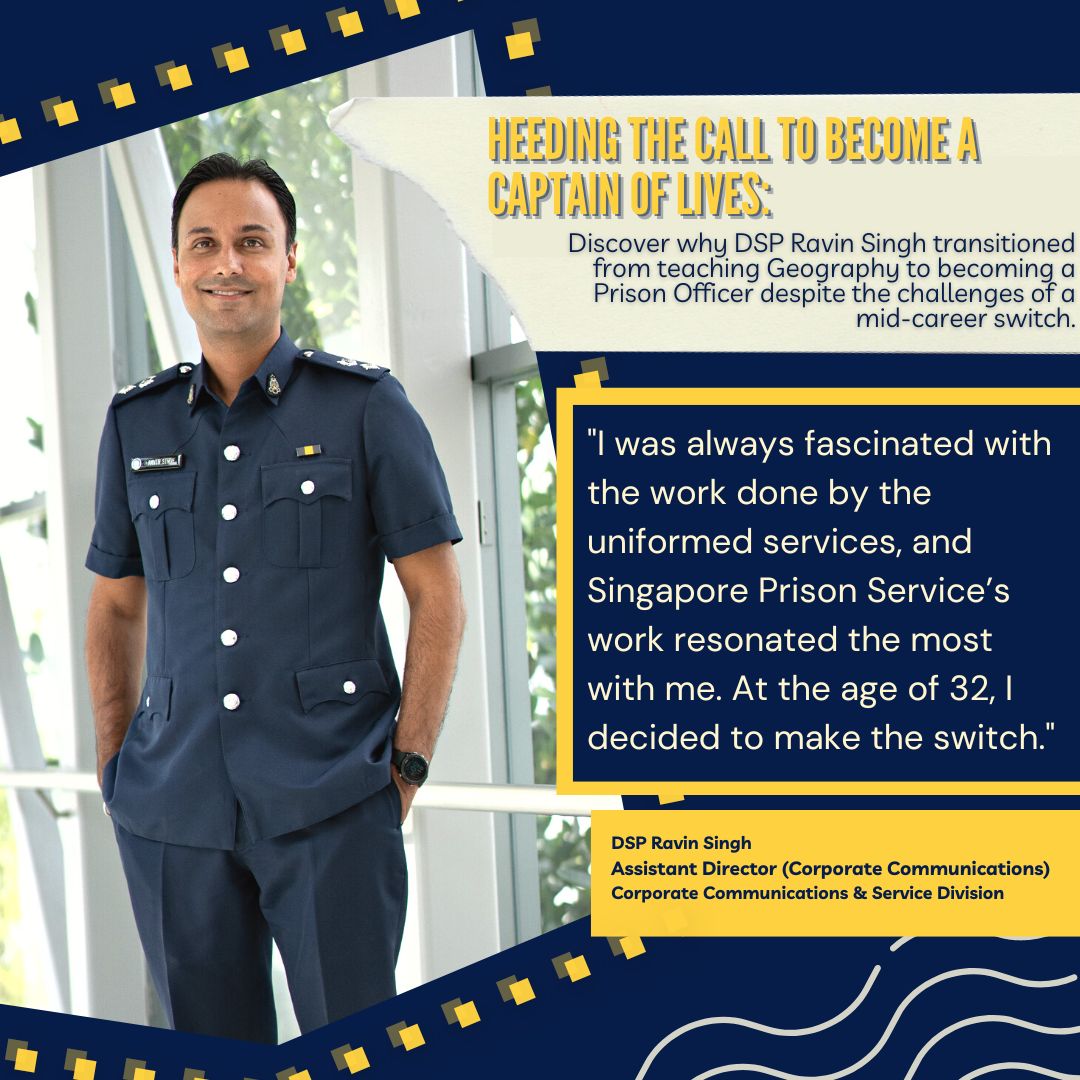 HEEDING THE CALL TO BECOME A
CAPTAIN OF LIVES:
Discover why DSP Ravin Singh transitioned
from teaching Geography to becoming a
Prison Officer despite the challenges of a
mid-career switch.
"I was always fascinated with
the work done by the
uniformed services, and
Singapore Prison Service’s
work resonated the most
with me. At the age of 32, I
decided to make the switch."
DSP Ravin Singh
Assistant Director (Corporate Communications)
Corporate Communications & Service Division
RAVIN SINGH